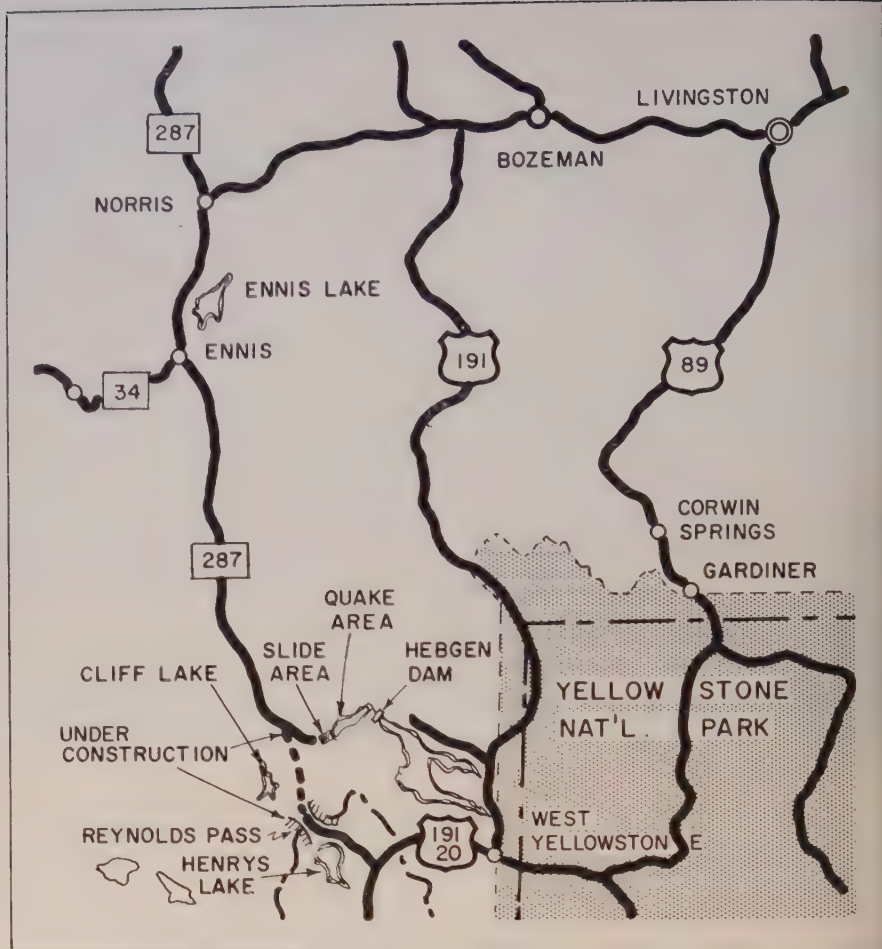 LIVINGSTON
287
BOZEMAN
NORRIS
ENNIS LAKE
191
89
ENNIS
34
CORWIN
SPRINGS
287
GARDINER
QUAKE
AREA
SLIDE
AREA
HEBGEN
DAM
CLIFF LAKE
YELLOW STONE
NAT'L. PARK
UNDER
CONSTRUCTION
WEST
YELLOWSTONE
REYNOLDS PASS
191
20
HENRYS
LAKE